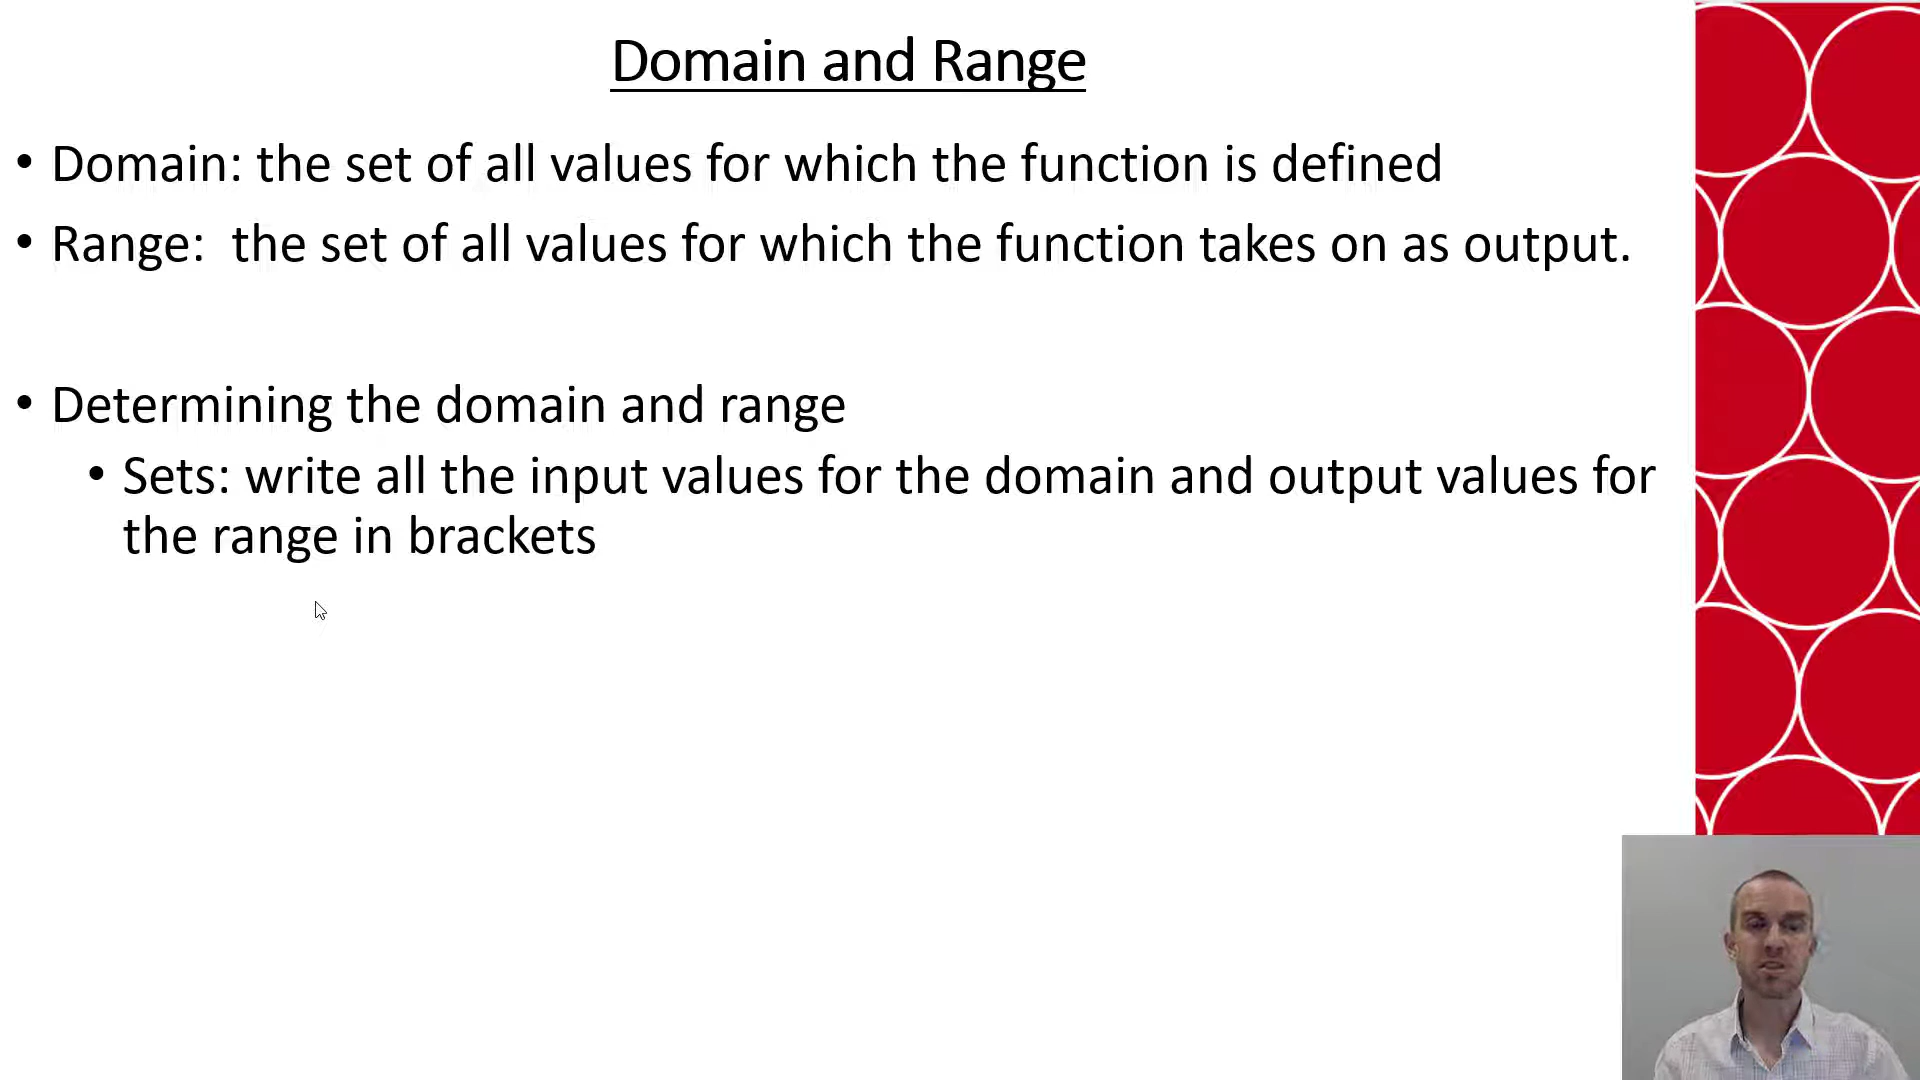 Domain and Range
• Domain: the set of all values for which the function is defined
• Range:  the set of all values for which the function takes on as output.
• Determining the domain and range
• Sets: write all the input values for the domain and output values for
the range in brackets